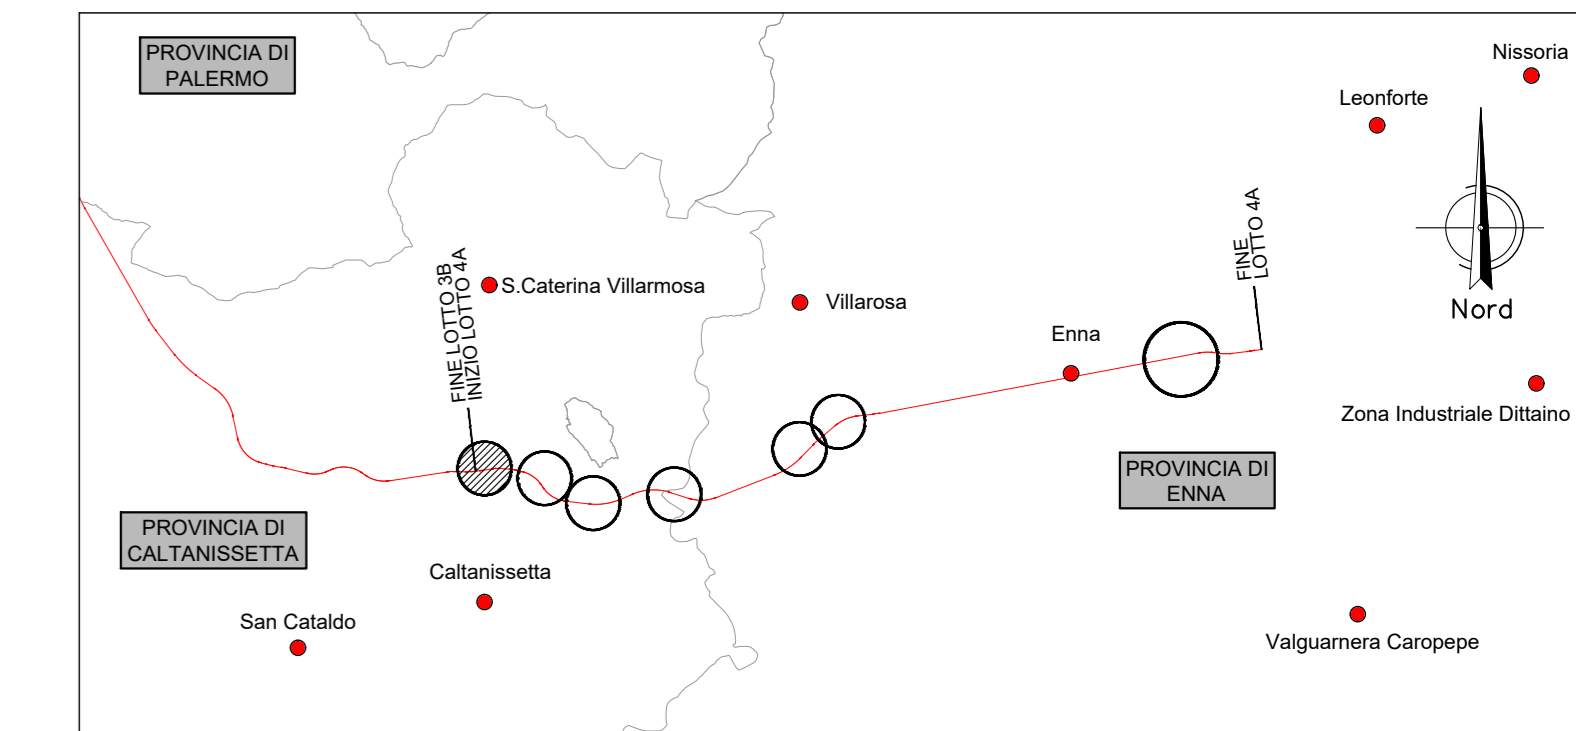 PROVINCIA DI
PALERMO
Nissoria
Leonforte
FINE
LOTTO 4A
FINE LOTTO 3B
INIZIO LOTTO 4A
S.Caterina Villarmosa
Villarosa
Nord
Enna
Zona Industriale Dittaino
PROVINCIA DI
ENNA
PROVINCIA DI
CALTANISSETTA
Caltanissetta
San Cataldo
Valguarnera Caropepe